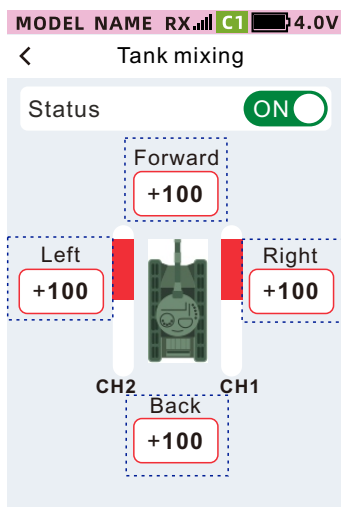 MODEL NAME RX C1 4.0V
Tank mixing
Status ON
Forward
+100
Left Right
+100 +100
CH2 CH1
Back
+100